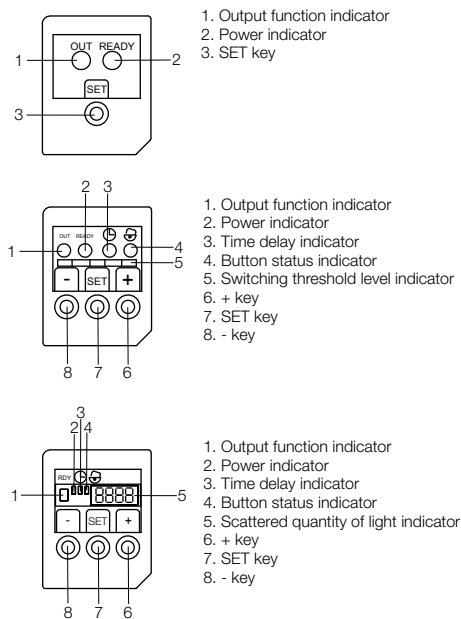 OUT READY
1
2
SET
3
1. Output function indicator
2. Power indicator
3. SET key
2 3
OUT READY
1
4
5
- SET +
8 7 6
1. Output function indicator
2. Power indicator
3. Time delay indicator
4. Button status indicator
5. Switching threshold level indicator
6. + key
7. SET key
8. - key
3
2 4
RDY
1
8888
5
- SET +
8 7 6
1. Output function indicator
2. Power indicator
3. Time delay indicator
4. Button status indicator
5. Scattered quantity of light indicator
6. + key
7. SET key
8. - key